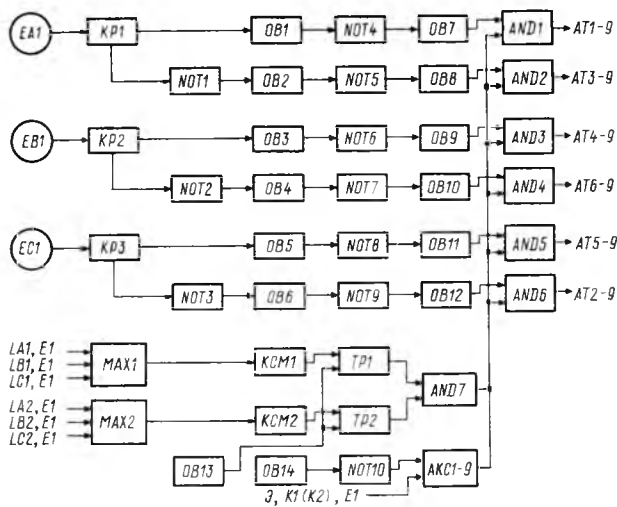 EA1 KP1 OB1 NOT4 OB7 AND1 AT1-9
NOT1 OB2 NOT5 OB8 AND2 AT3-9
EB1 KP2 OB3 NOT6 OB9 AND3 AT4-9
NOT2 OB4 NOT7 OB10 AND4 AT6-9
EC1 KP3 OB5 NOT8 OB11 AND5 AT5-9
NOT3 OB6 NOT9 OB12 AND6 AT2-9
LA1, E1
LB1, E1 MAX1 KCM1 TP1
LC1, E1
AND7
LA2, E1
LB2, E1 MAX2 KCM2 TP2
LC2, E1
OB13 OB14 NOT10 AKC1-9
Э, K1(K2), E1